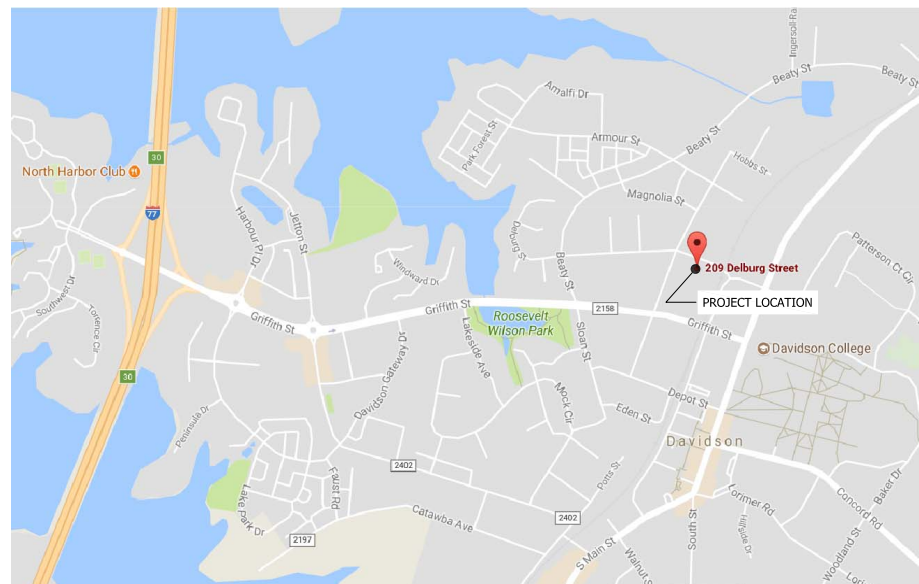 Ingersoll-Ra
Beaty St
Beaty St
Amalfi Dr
Park Forest St
Armour St
Beaty St
Hobbs St
30
North Harbor Club
Magnolia St
77
Harbour Pl Dr
Jetton St
Delburg St
Patterson Ct Cir
Beaty St
209 Delburg Street
Windward Dr
Southwest Dr
PROJECT LOCATION
Torrence Cir
Griffith St
Griffith St
2158
Roosevelt
Wilson Park
Griffith St
Sloan St
Lakeside Ave
Davidson Gateway Dr
Davidson College
30
Mock Cir
Depot St
Peninsula Dr
Eden St
Davidson
2402
Potts St
Lake Park Dr
Faust Rd
Catawba Ave
2402
2197
S Main St
Walnut
South St
Hillside Dr
Lorimer Rd
Concord Rd
Baker Dr
Woodland St
Lori